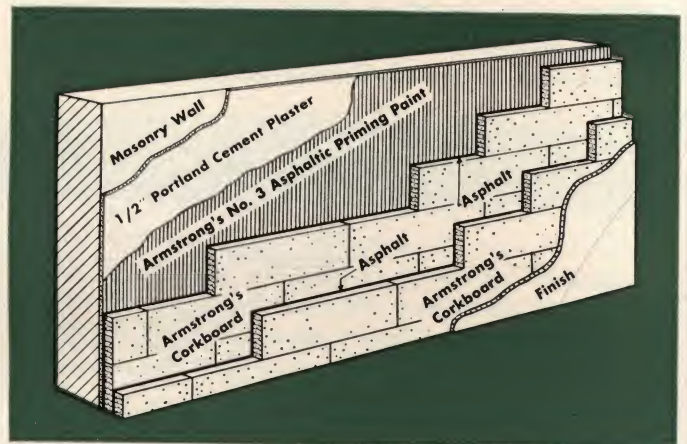 Masonry Wall
1/2" Portland Cement Plaster
Armstrong's No. 3 Asphaltic Priming Paint
Asphalt
Asphalt
Armstrong's
Corkboard
Armstrong's
Corkboard
Finish